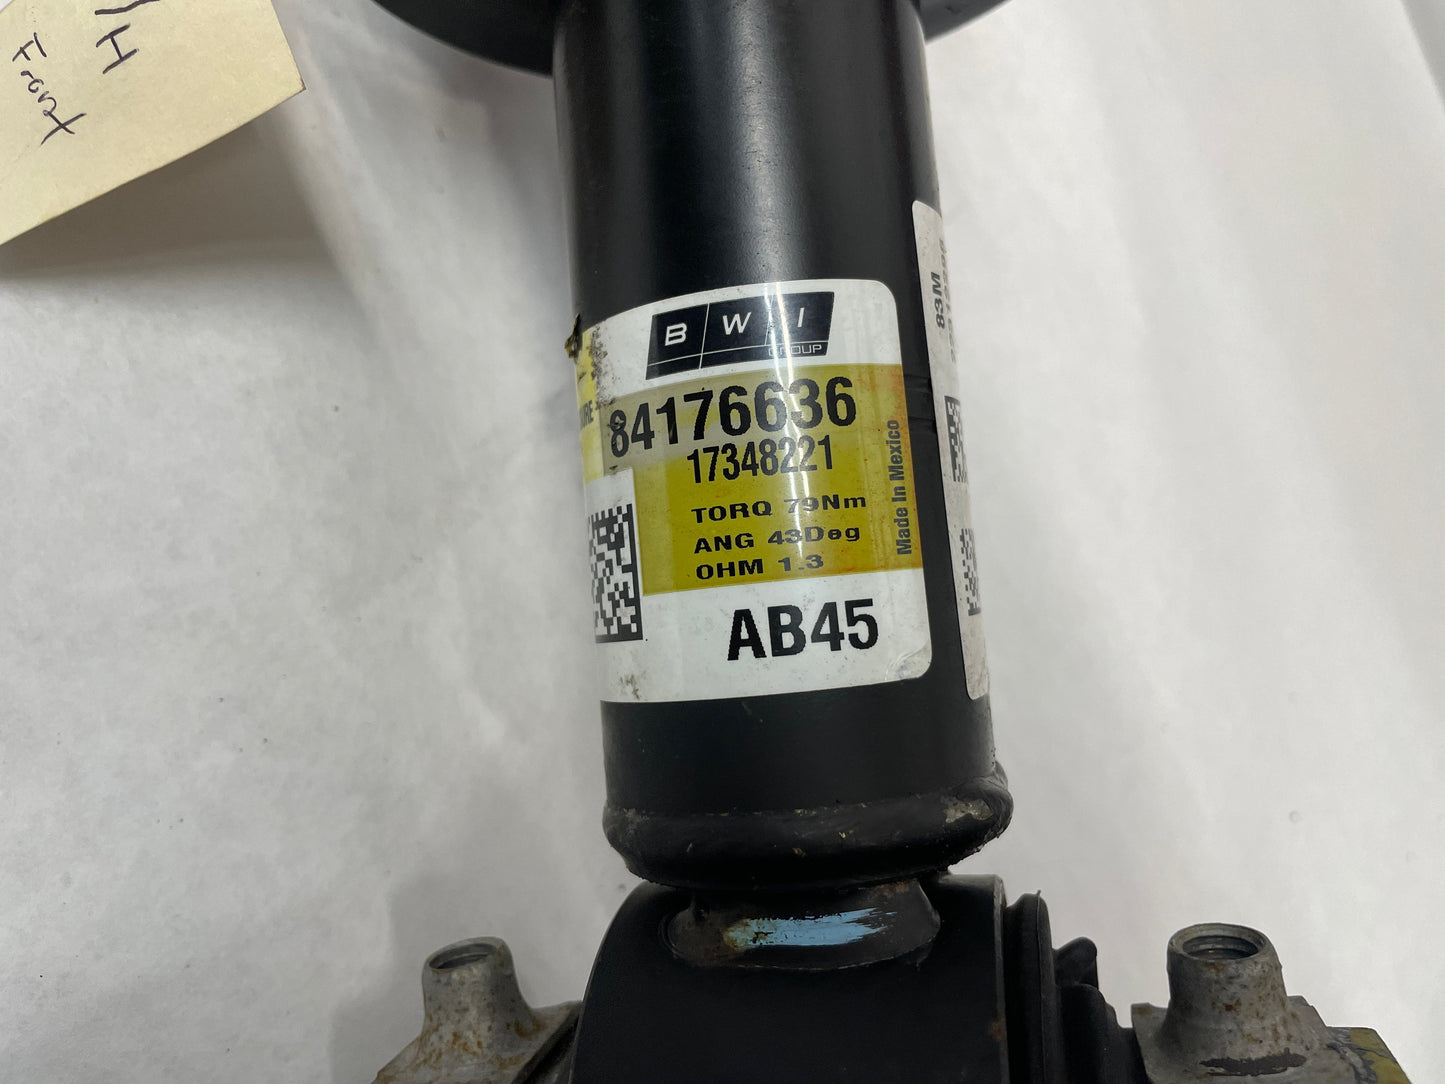 H
Front
BWI
GROUP
84176636
17348221
TORQ 79Nm
ANG 43Deg
OHM 1.3
Made In Mexico
AB45
83M